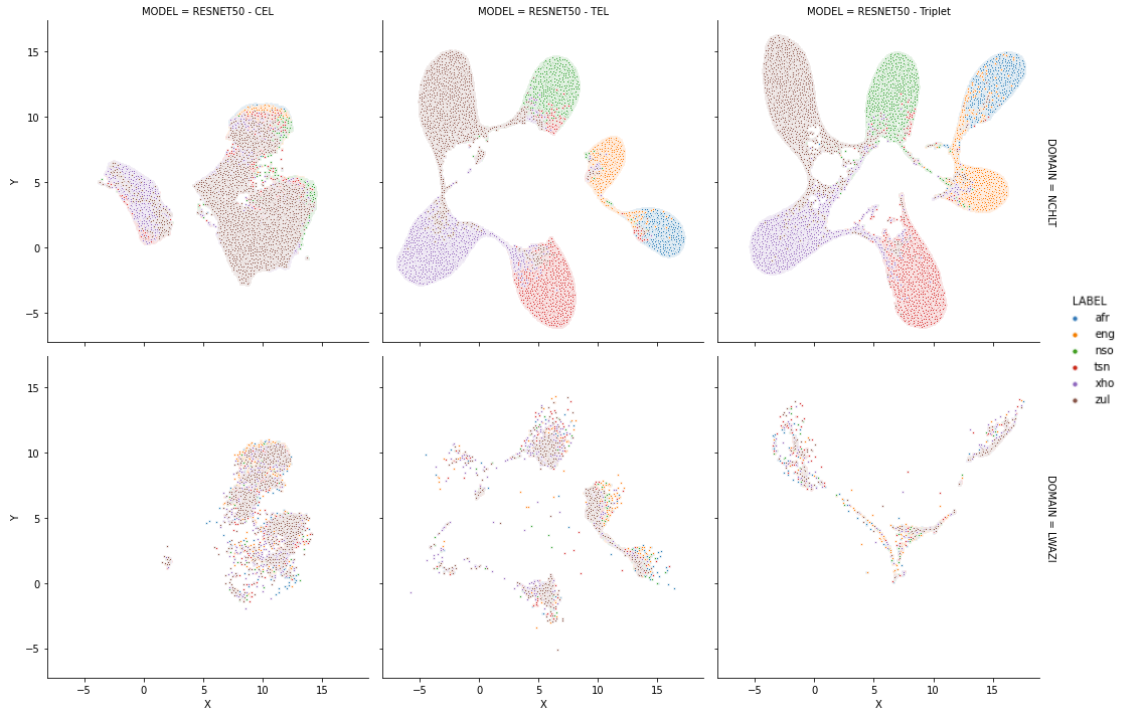 MODEL = RESNET50 - CEL
MODEL = RESNET50 - TEL
MODEL = RESNET50 - Triplet
15
10
5
0
−5
Y
DOMAIN = NCHLT
LABEL
afr
eng
nso
tsn
xho
zul
15
10
5
0
−5
Y
DOMAIN = LWAZI
−5 0 5 10 15
X
−5 0 5 10 15
X
−5 0 5 10 15
X